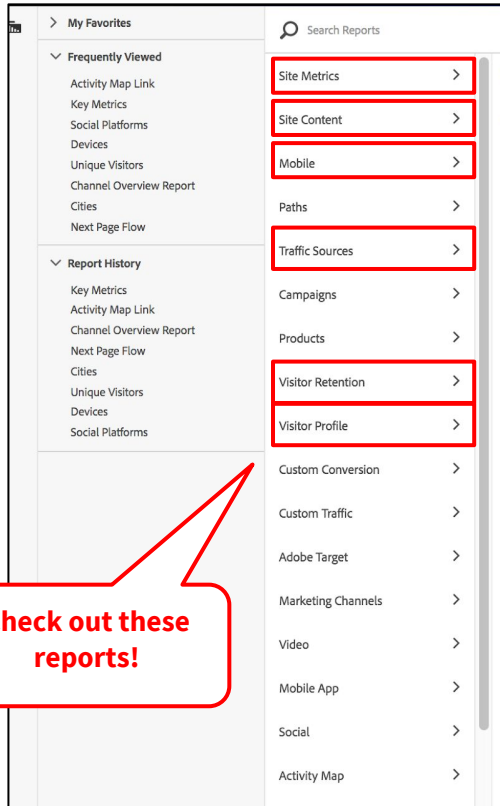 My Favorites
Frequently Viewed
Activity Map Link
Key Metrics
Social Platforms
Devices
Unique Visitors
Channel Overview Report
Cities
Next Page Flow
Report History
Key Metrics
Activity Map Link
Channel Overview Report
Next Page Flow
Cities
Unique Visitors
Devices
Social Platforms
heck out these
reports!
Search Reports
Site Metrics
Site Content
Mobile
Paths
Traffic Sources
Campaigns
Products
Visitor Retention
Visitor Profile
Custom Conversion
Custom Traffic
Adobe Target
Marketing Channels
Video
Mobile App
Social
Activity Map